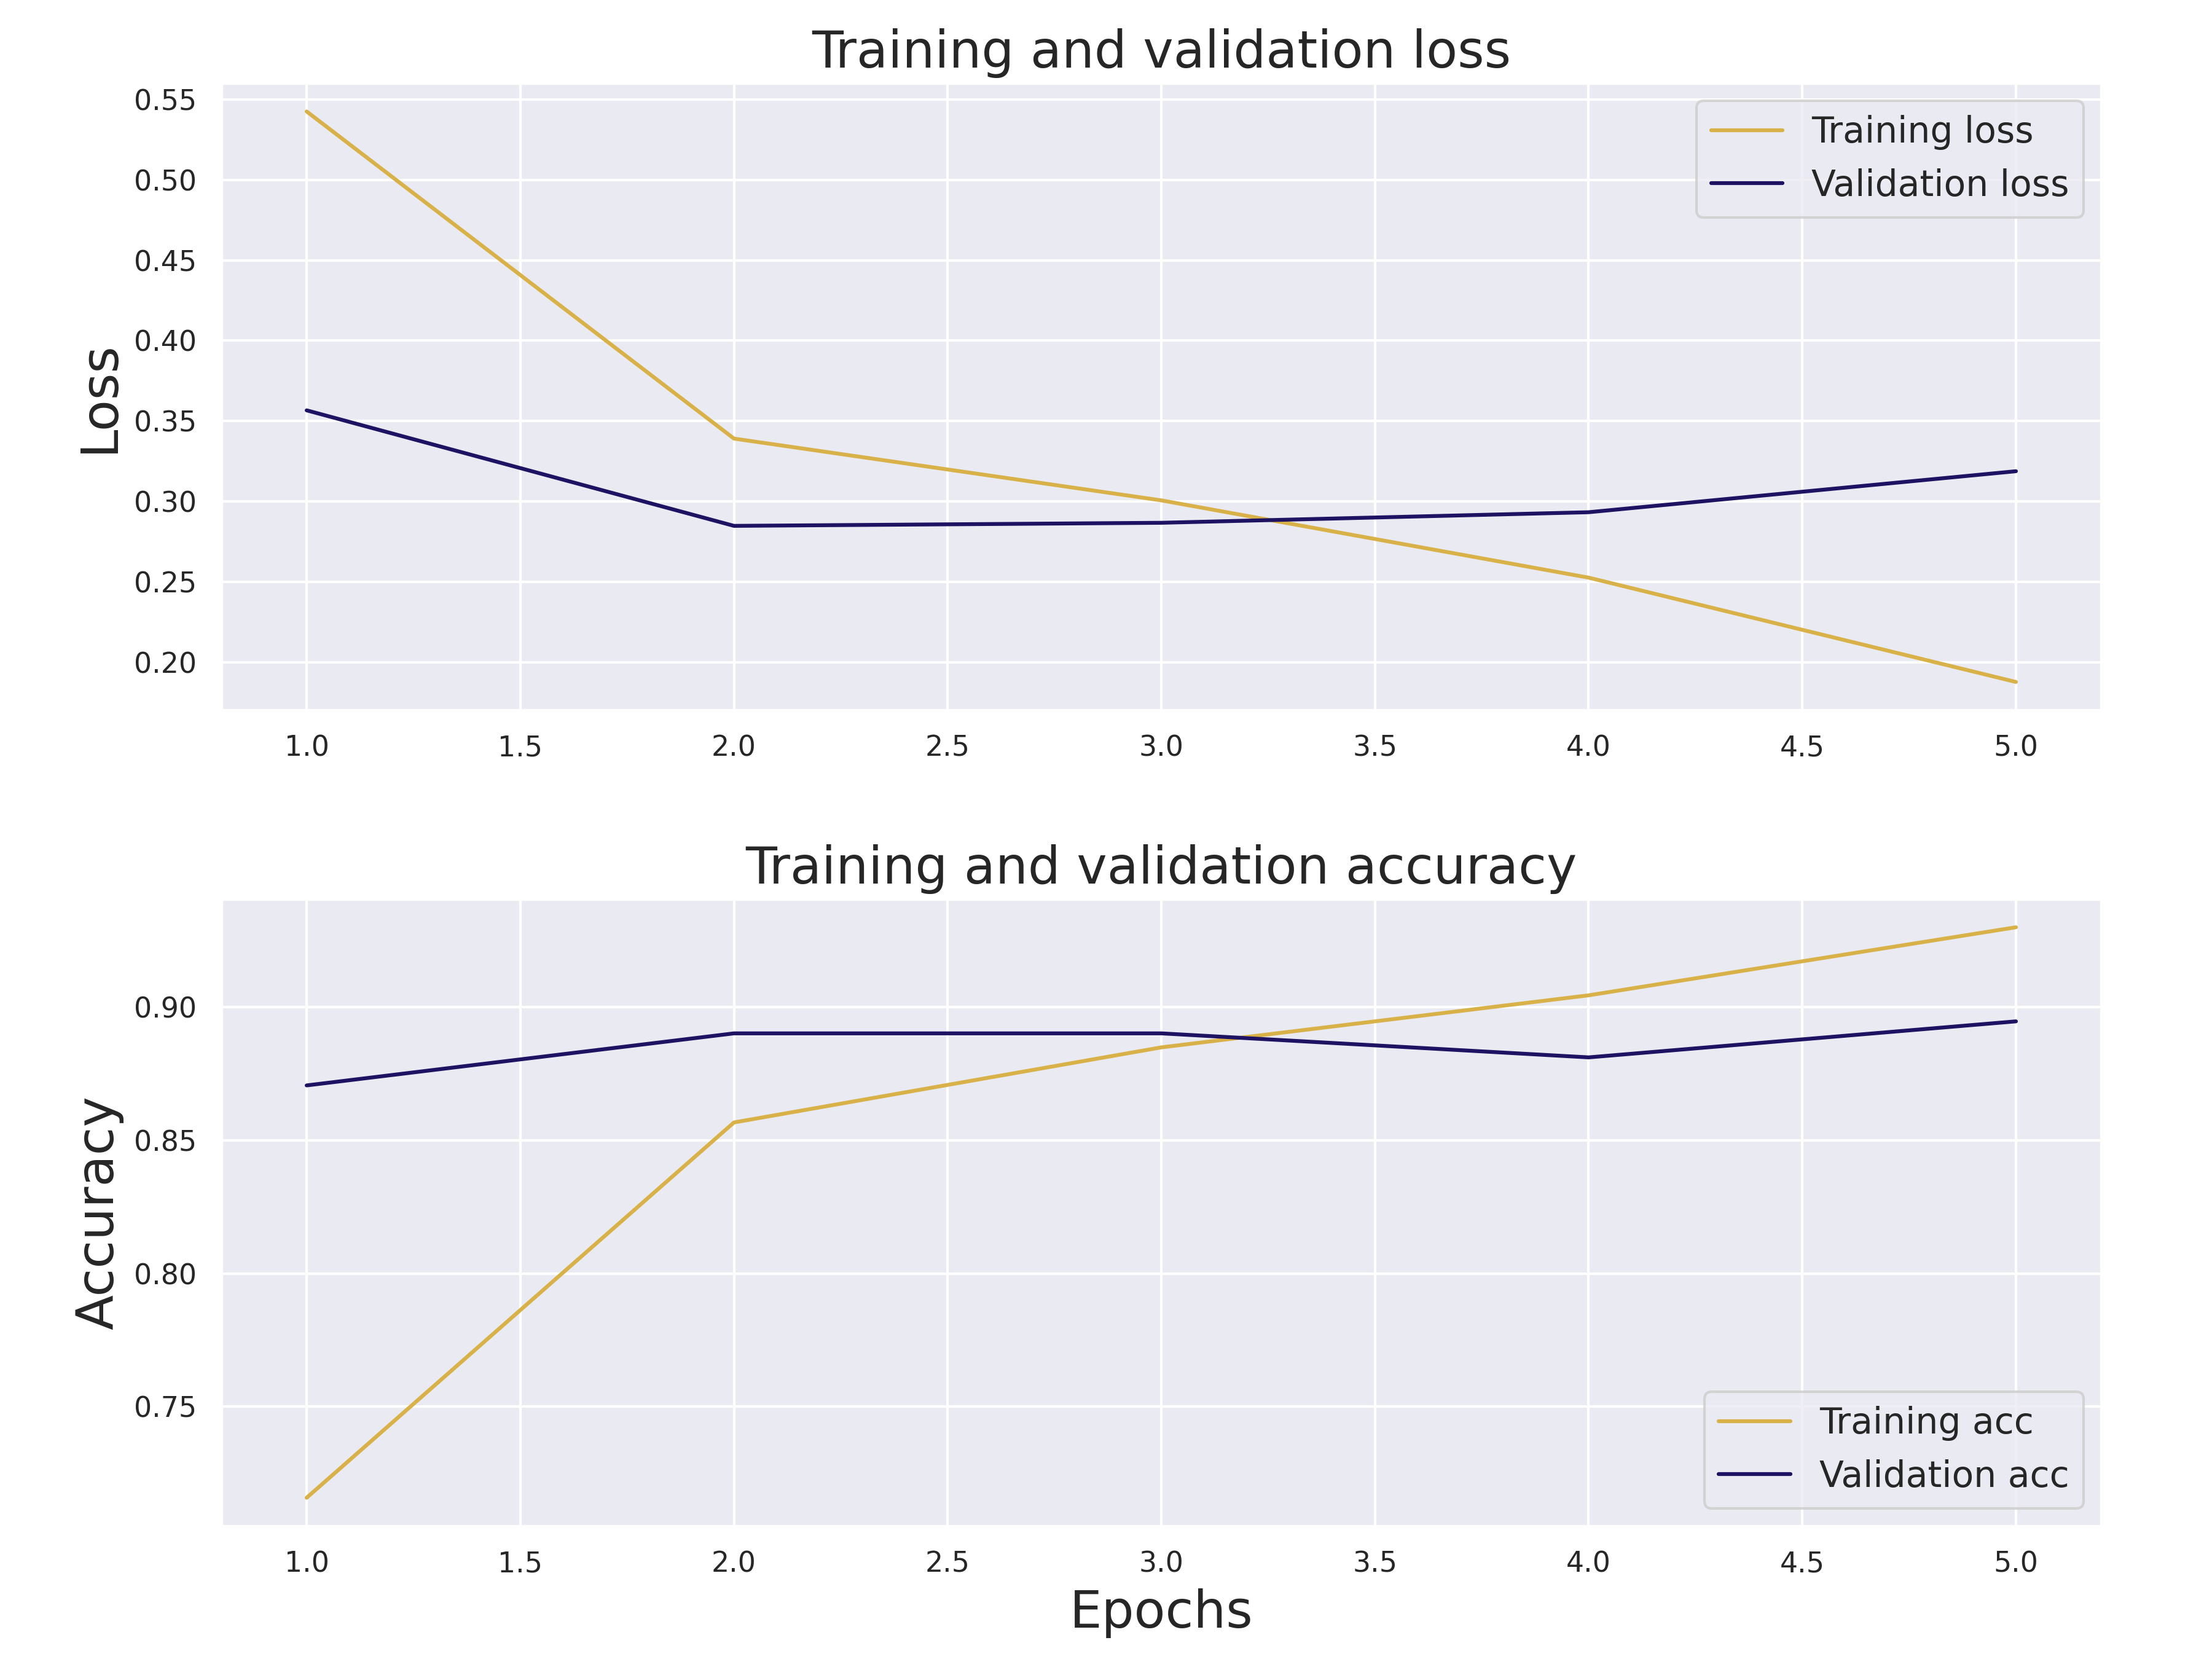 Training and validation loss
0.55
0.50
0.45
0.40
0.35
0.30
0.25
0.20
Loss
Training loss
Validation loss
1.0 1.5 2.0 2.5 3.0 3.5 4.0 4.5 5.0
Training and validation accuracy
0.90
0.85
0.80
0.75
Accuracy
Training acc
Validation acc
1.0 1.5 2.0 2.5 3.0 3.5 4.0 4.5 5.0
Epochs